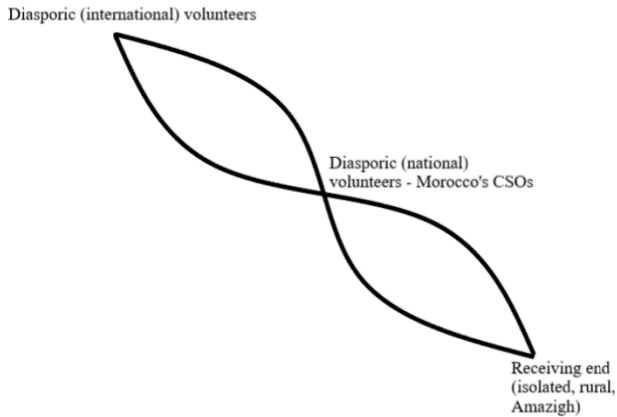 Diasporic (international) volunteers
Diasporic (national)
volunteers - Morocco's CSOs
Receiving end
(isolated, rural,
Amazigh)